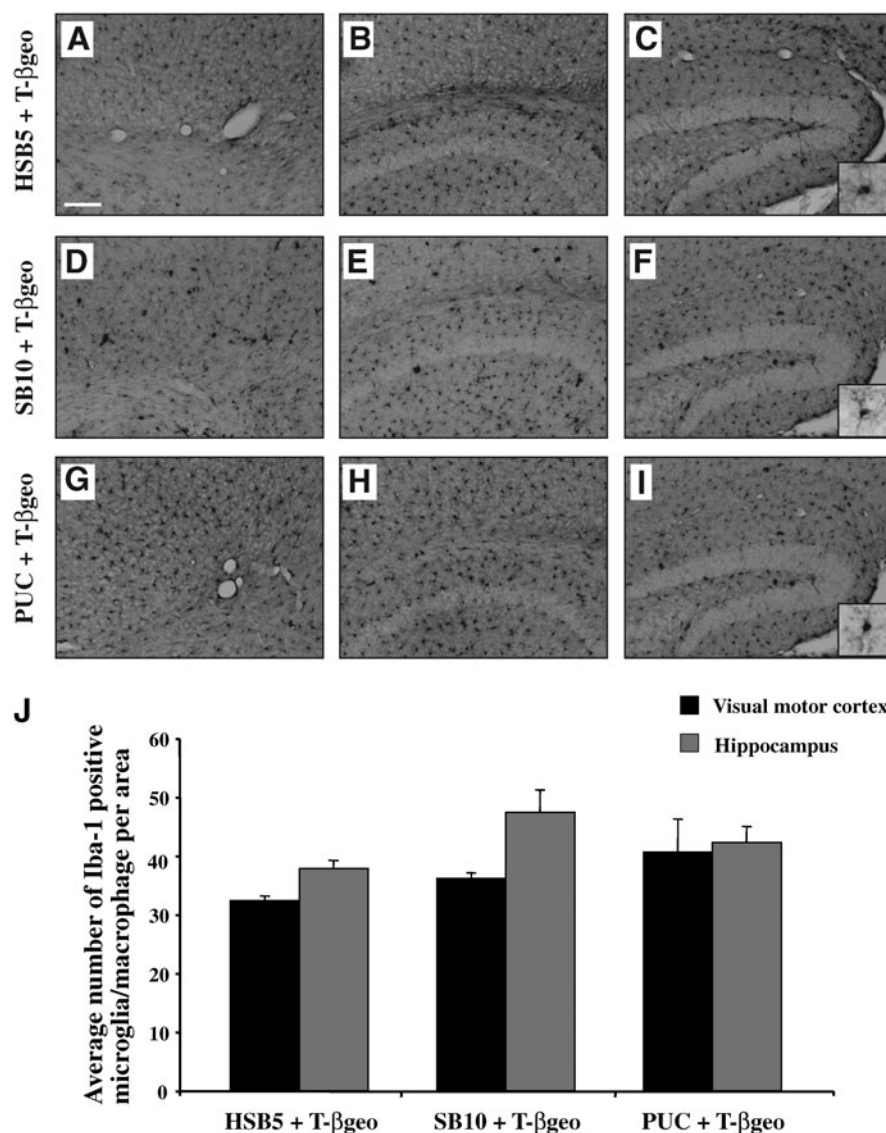 HSB5 + T-βgeo
A
B
C
SB10 + T-βgeo
D
E
F
PUC + T-βgeo
G
H
I
J
Visual motor cortex
Hippocampus
Average number of Iba-1 positive
microglia/macrophage per area
60
50
40
30
20
10
0
HSB5 + T-βgeo
SB10 + T-βgeo
PUC + T-βgeo